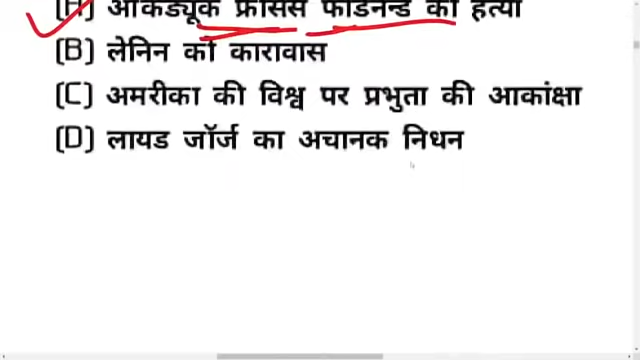 (A) आर्कड्यूक फ्रांसिस फर्डिनेन्ड की हत्या
(B) लेनिन को कारावास
(C) अमरीका की विश्व पर प्रभुता की आकांक्षा
(D) लायड जॉर्ज का अचानक निधन